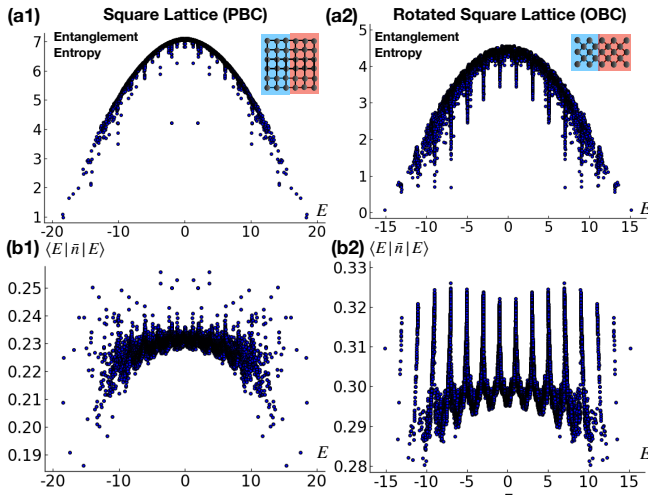 (a1) Square Lattice (PBC)
Entanglement
Entropy
7
6
5
4
3
2
1
-20 -10 0 10 20
E
(a2) Rotated Square Lattice (OBC)
Entanglement
Entropy
5
4
3
2
1
0
-15 -10 -5 0 5 10 15
E
(b1) ⟨E|n̄|E⟩
0.25
0.24
0.23
0.22
0.21
0.20
0.19
-20 -10 0 10 20
E
(b2) ⟨E|n̄|E⟩
0.33
0.32
0.31
0.30
0.29
0.28
-15 -10 -5 0 5 10 15
E